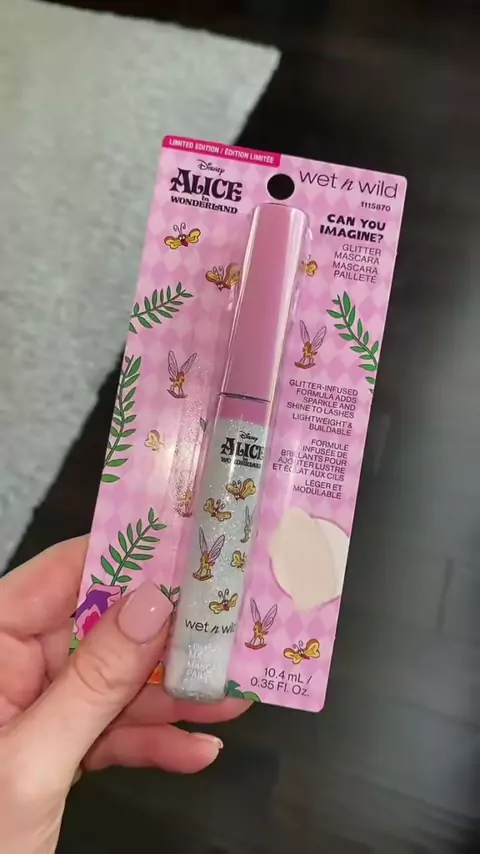 LIMITED EDITION / ÉDITION LIMITÉE
Disney
ALICE
in
WONDERLAND
wet n wild
1115870
CAN YOU
IMAGINE?
GLITTER
MASCARA
MASCARA
PAILLETÉ
GLITTER-INFUSED
FORMULA ADDS
SPARKLE AND
SHINE TO LASHES
LIGHTWEIGHT &
BUILDABLE
FORMULE
INFUSÉE DE
BRILLANTS POUR
AJOUTER LUSTRE
ET ÉCLAT AUX CILS
LÉGER ET
MODULABLE
10.4 mL /
0.35 Fl. Oz.
Disney
ALICE
in
WONDERLAND
wet n wild